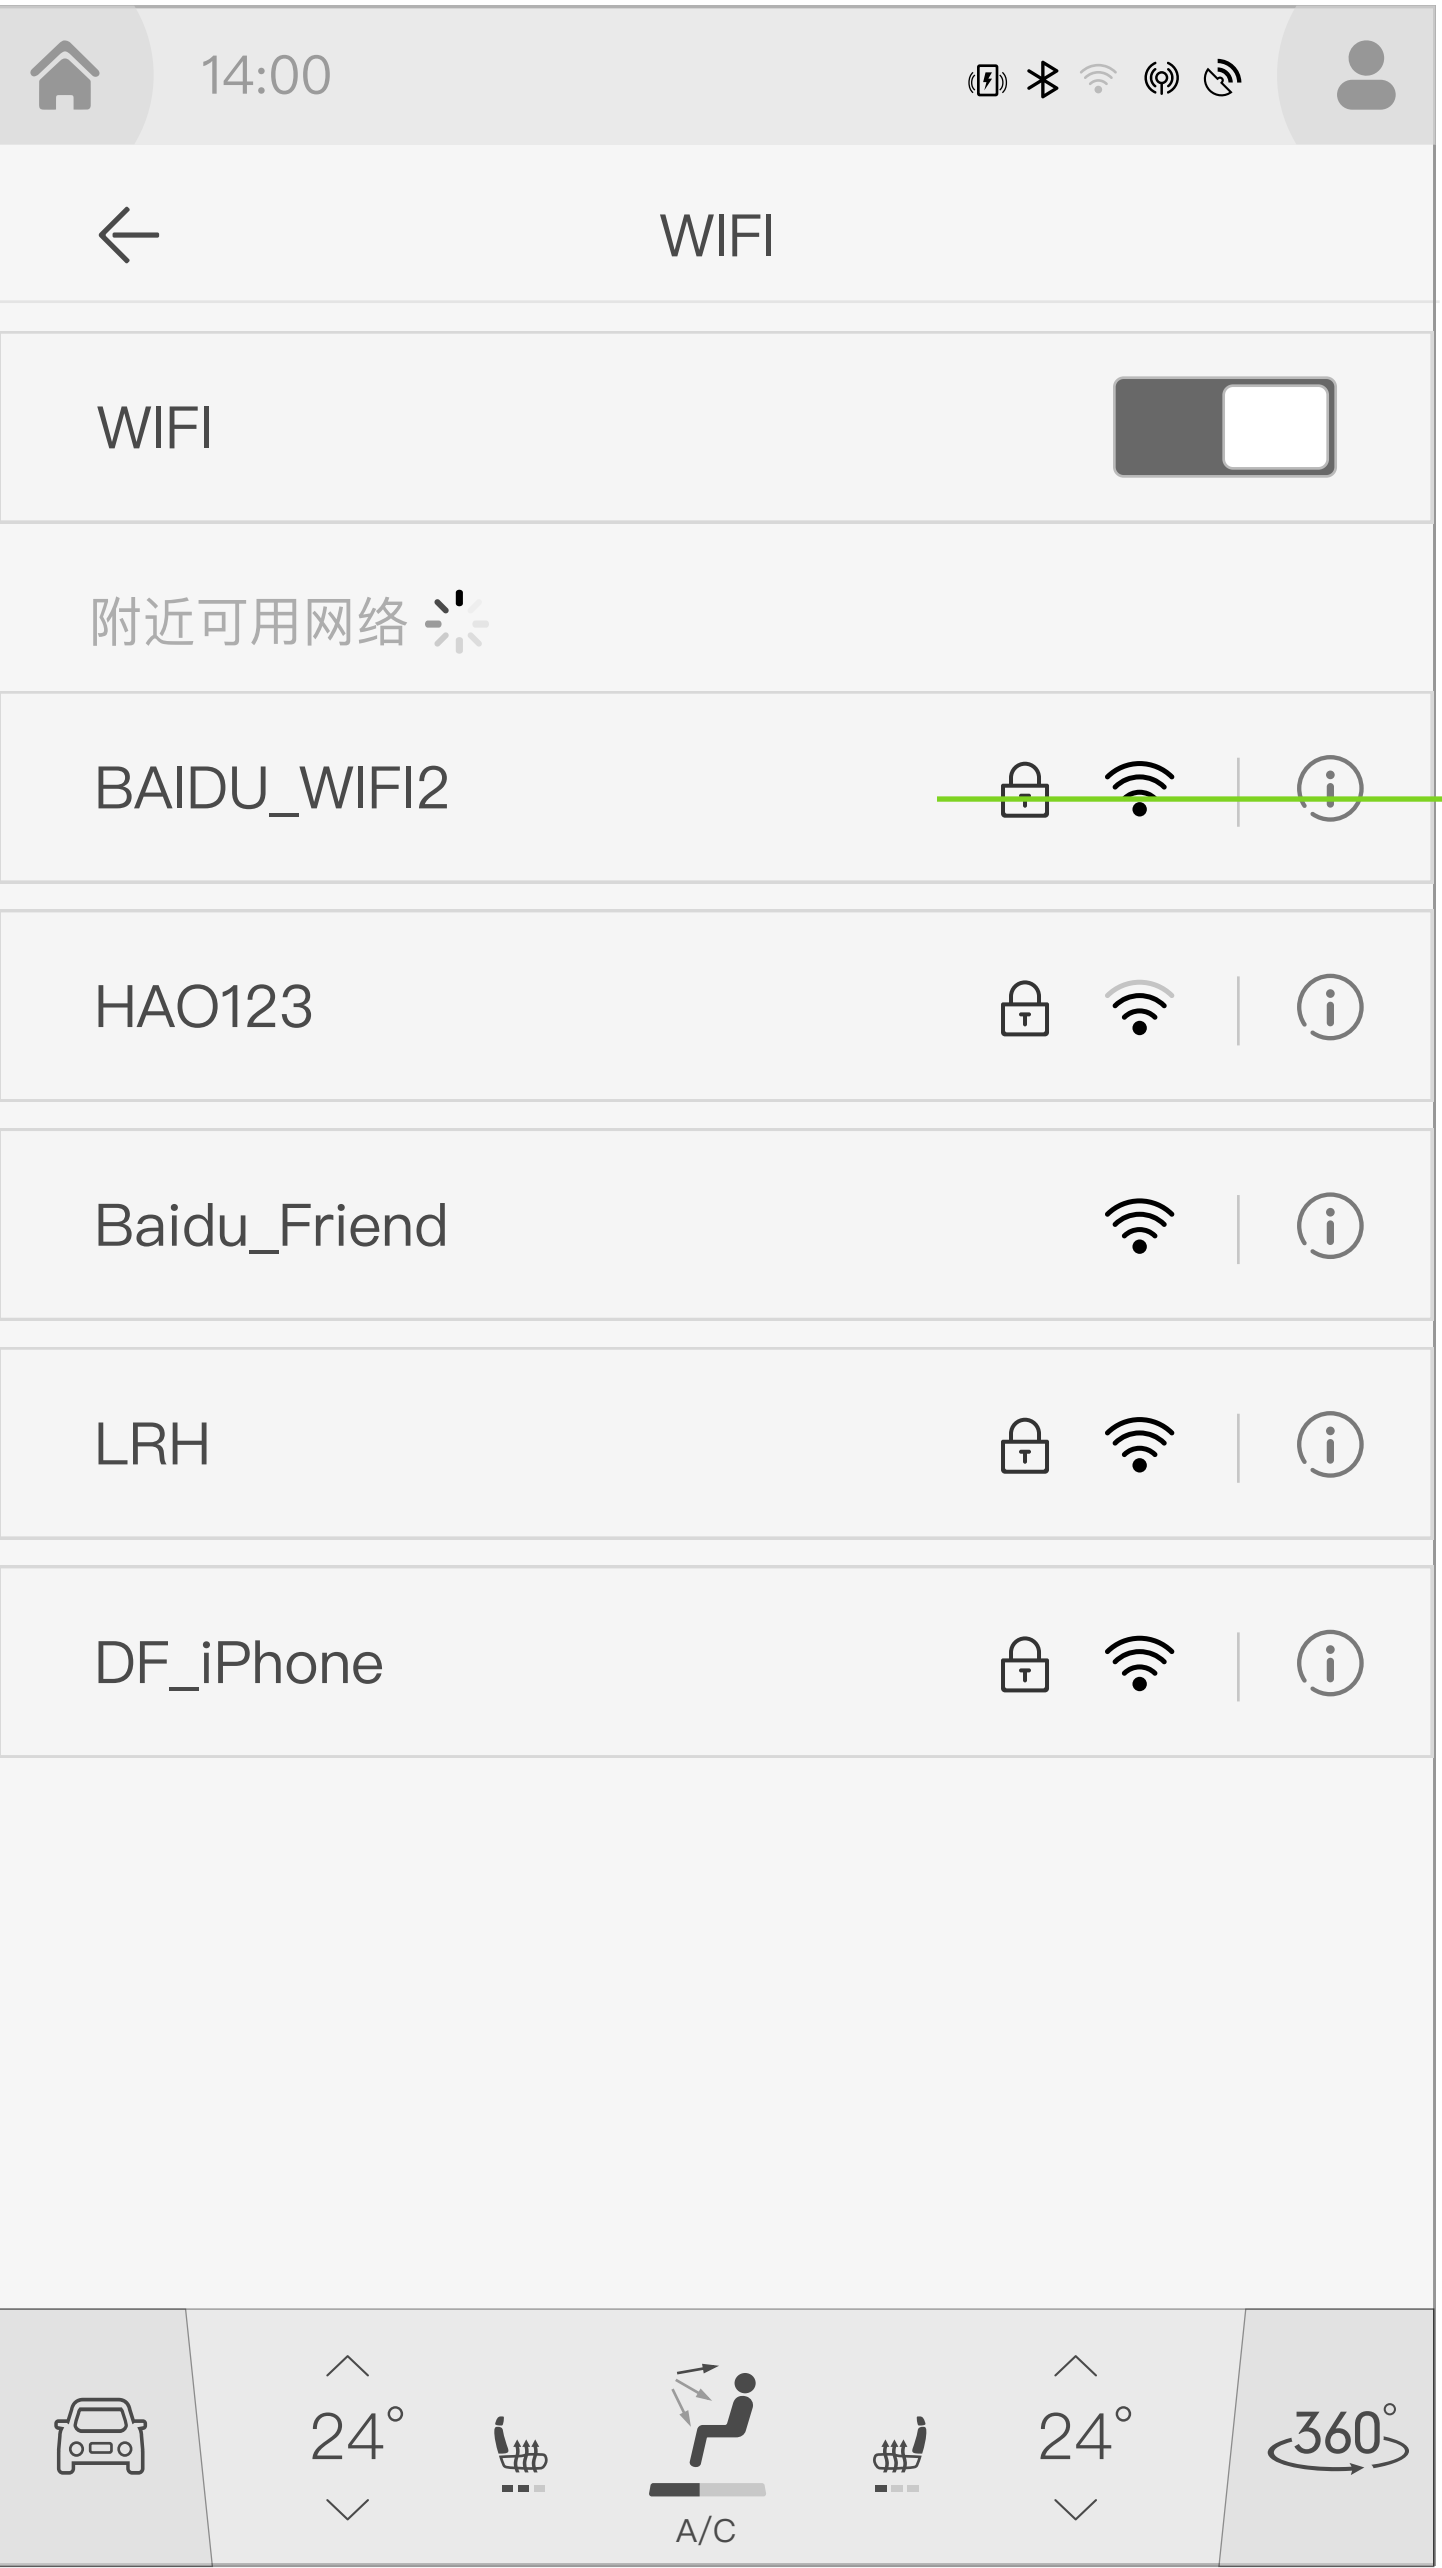 14:00
WIFI
WIFI
附近可用网络
BAIDU_WIFI2
HAO123
Baidu_Friend
LRH
DF_iPhone
24° 24° 360°
A/C